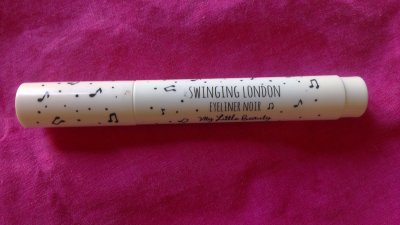 SWINGING LONDON
EYELINER NOIR
My Little Beauty